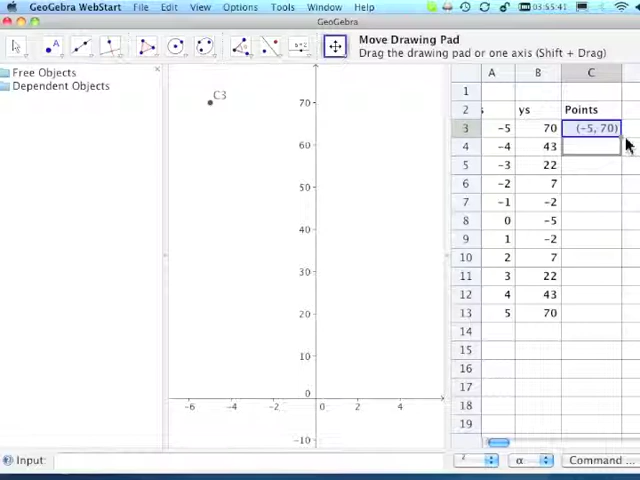 GeoGebra WebStart File Edit View Options Tools Window Help 03:55:41
GeoGebra
Move Drawing Pad
Drag the drawing pad or one axis (Shift + Drag)
Free Objects
Dependent Objects
C3
70
60
50
40
30
20
10
0
-10
-6 -4 -2 0 2 4
A B C
1
2 s ys Points
3 -5 70 (-5, 70)
4 -4 43
5 -3 22
6 -2 7
7 -1 -2
8 0 -5
9 1 -2
10 2 7
11 3 22
12 4 43
13 5 70
14
15
16
17
18
19
Input: 2 α Command ...